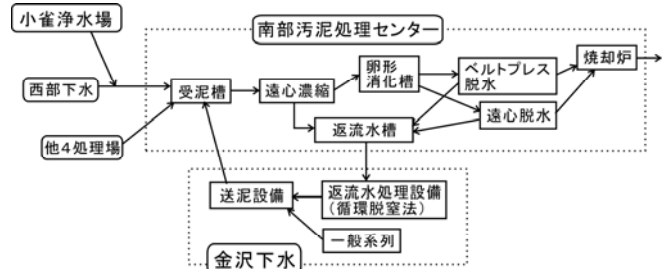 小雀浄水場
南部汚泥処理センター
西部下水
受泥槽
遠心濃縮
卵形
消化槽
ベルトプレス
脱水
焼却炉
遠心脱水
他4処理場
返流水槽
送泥設備
返流水処理設備
(循環脱窒法)
一般系列
金沢下水